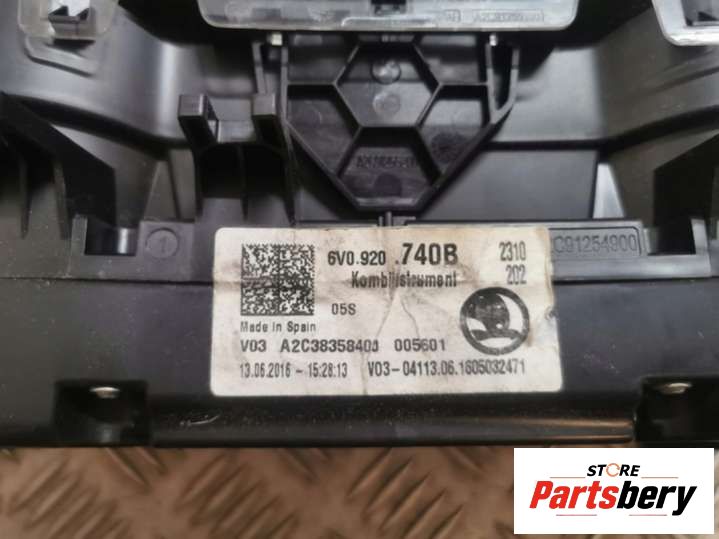 6V0.920 .740B 2310
Kombiinstrument 202
05S
Made in Spain
V03 005601
13.06.2016 - 15:28:13 V03-04113.06.1605032471
C91254900
1
STORE
Partsbery